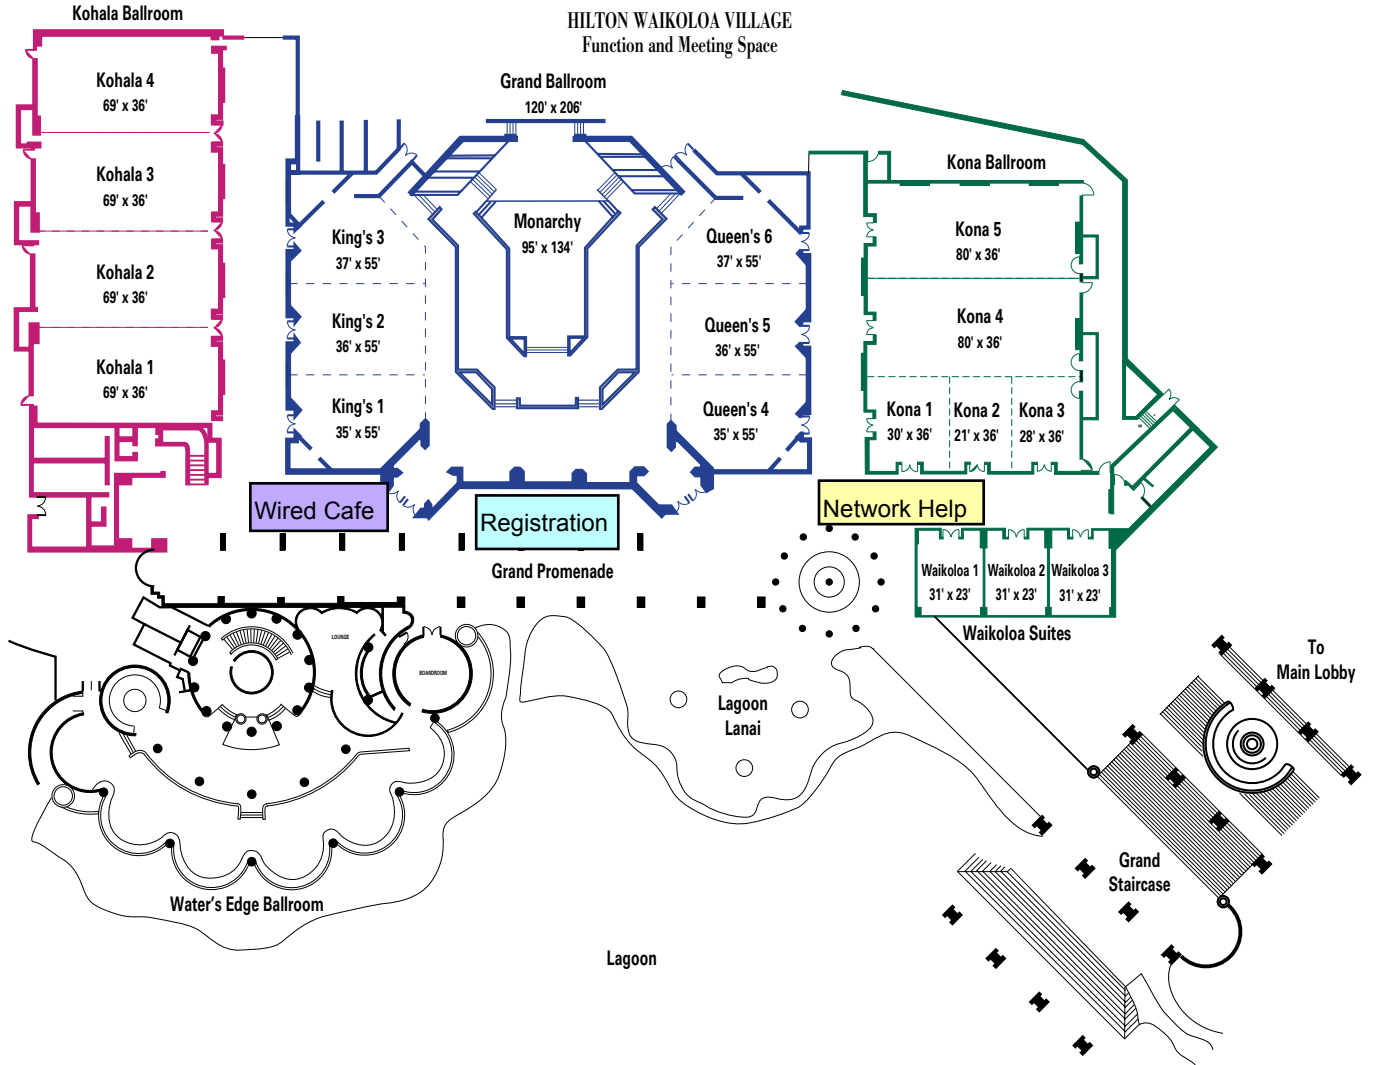 HILTON WAIKOLOA VILLAGE
Function and Meeting Space
Kohala Ballroom
Kohala 4
69' x 36'
Kohala 3
69' x 36'
Kohala 2
69' x 36'
Kohala 1
69' x 36'
Grand Ballroom
120' x 206'
Monarchy
95' x 134'
King's 3
37' x 55'
King's 2
36' x 55'
King's 1
35' x 55'
Queen's 6
37' x 55'
Queen's 5
36' x 55'
Queen's 4
35' x 55'
Kona Ballroom
Kona 5
80' x 36'
Kona 4
80' x 36'
Kona 1
30' x 36'
Kona 2
21' x 36'
Kona 3
28' x 36'
Wired Cafe
Registration
Network Help
Grand Promenade
Waikoloa 1
31' x 23'
Waikoloa 2
31' x 23'
Waikoloa 3
31' x 23'
Waikoloa Suites
LOUNGE
BOARDROOM
Lagoon
Lanai
To
Main Lobby
Grand
Staircase
Water's Edge Ballroom
Lagoon